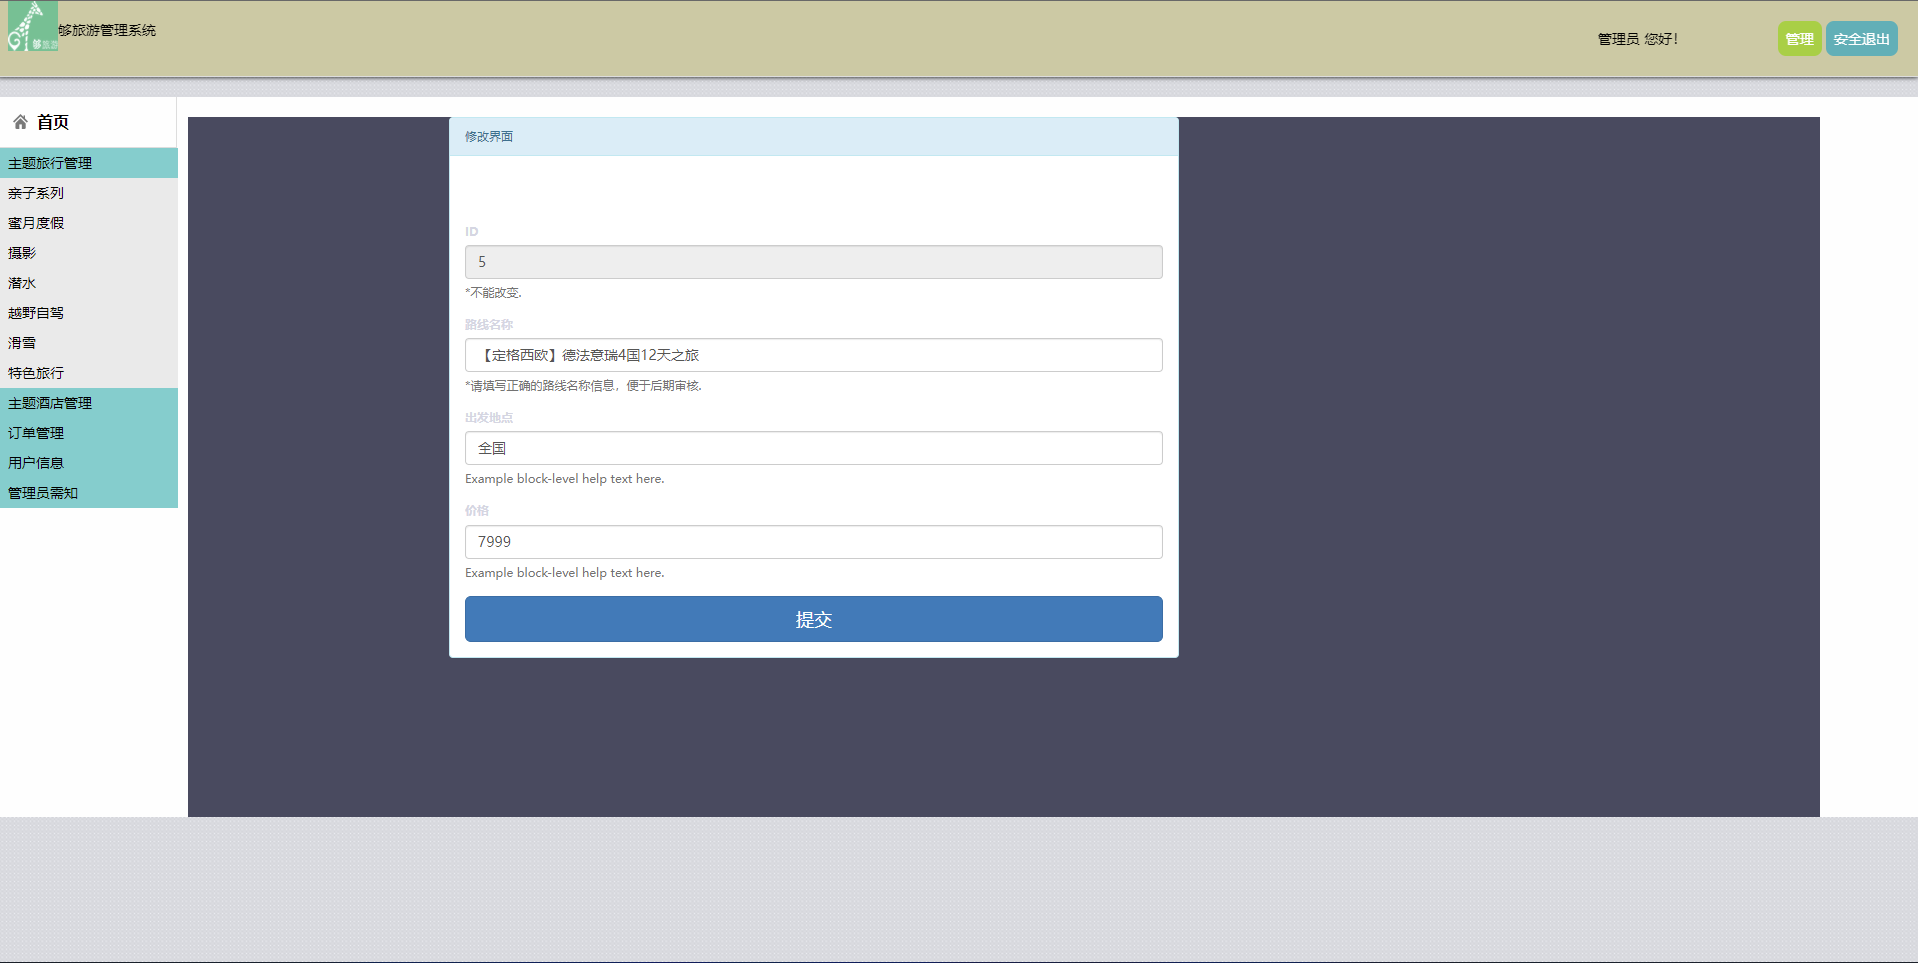 G 够旅游
够旅游管理系统
管理员 您好！
管理
安全退出
首页
主题旅行管理
亲子系列
蜜月度假
摄影
潜水
越野自驾
滑雪
特色旅行
主题酒店管理
订单管理
用户信息
管理员需知
修改界面
ID
5
*不能改变.
路线名称
【定格西欧】德法意瑞4国12天之旅
*请填写正确的路线名称信息，便于后期审核.
出发地点
全国
Example block-level help text here.
价格
7999
Example block-level help text here.
提交